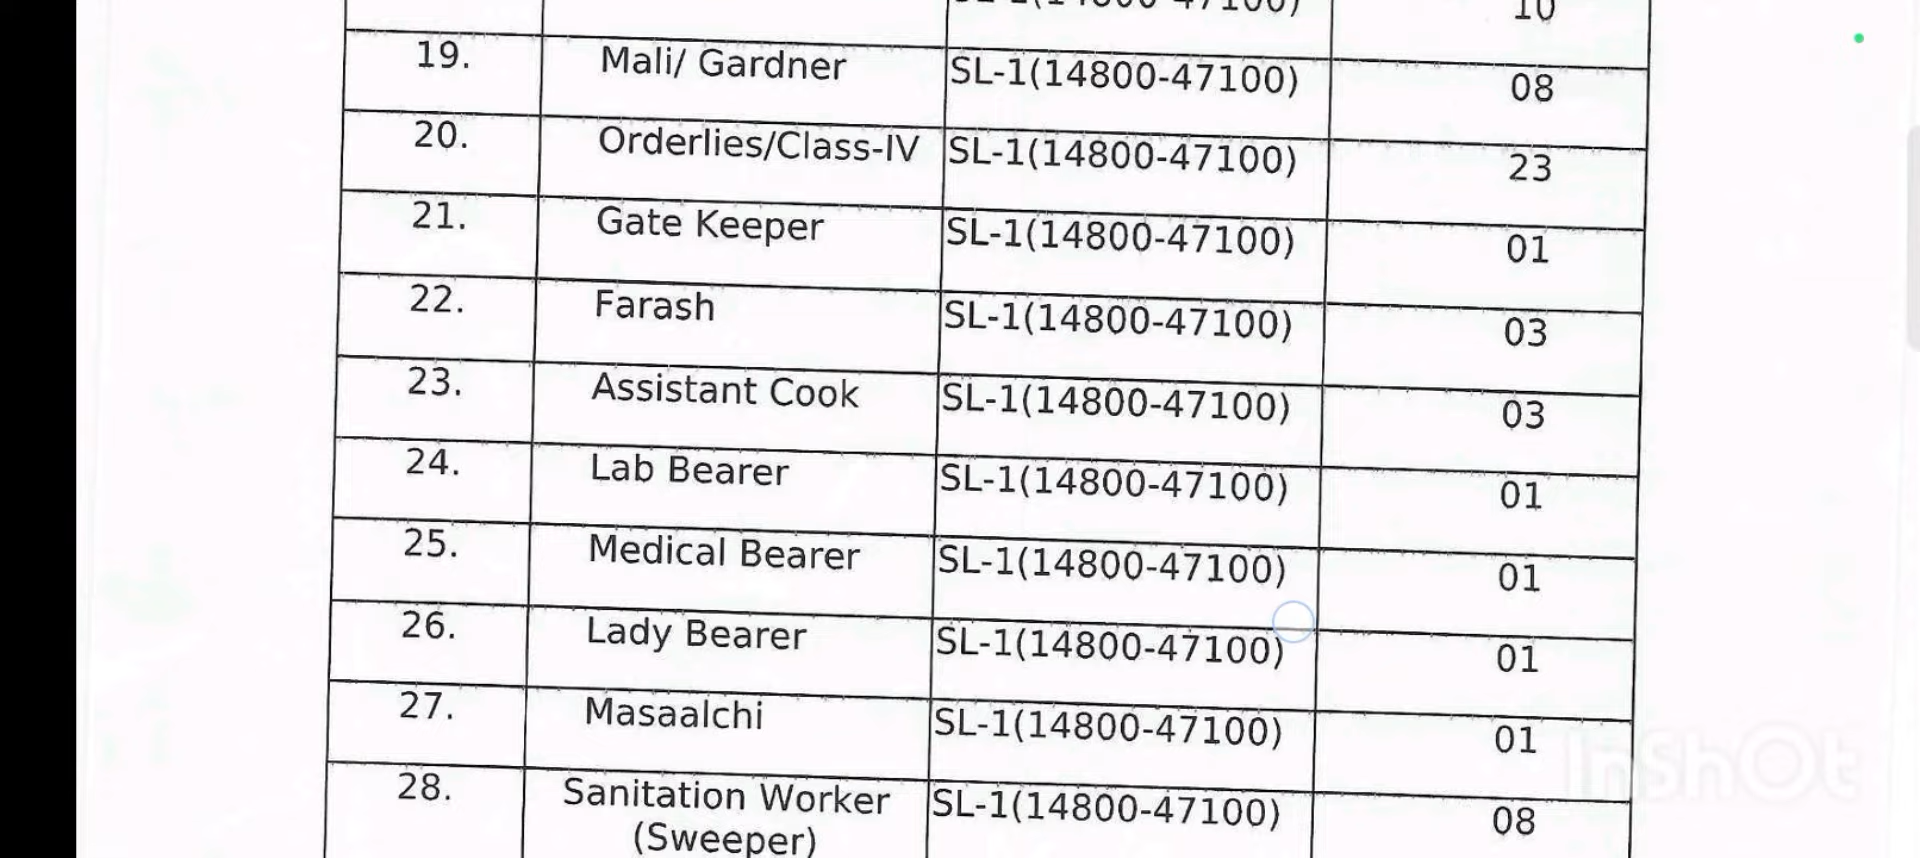 10
19. Mali/ Gardner SL-1(14800-47100) 08
20. Orderlies/Class-IV SL-1(14800-47100) 23
21. Gate Keeper SL-1(14800-47100) 01
22. Farash SL-1(14800-47100) 03
23. Assistant Cook SL-1(14800-47100) 03
24. Lab Bearer SL-1(14800-47100) 01
25. Medical Bearer SL-1(14800-47100) 01
26. Lady Bearer SL-1(14800-47100) 01
27. Masaalchi SL-1(14800-47100) 01
28. Sanitation Worker SL-1(14800-47100) 08
(Sweeper)
InShOt